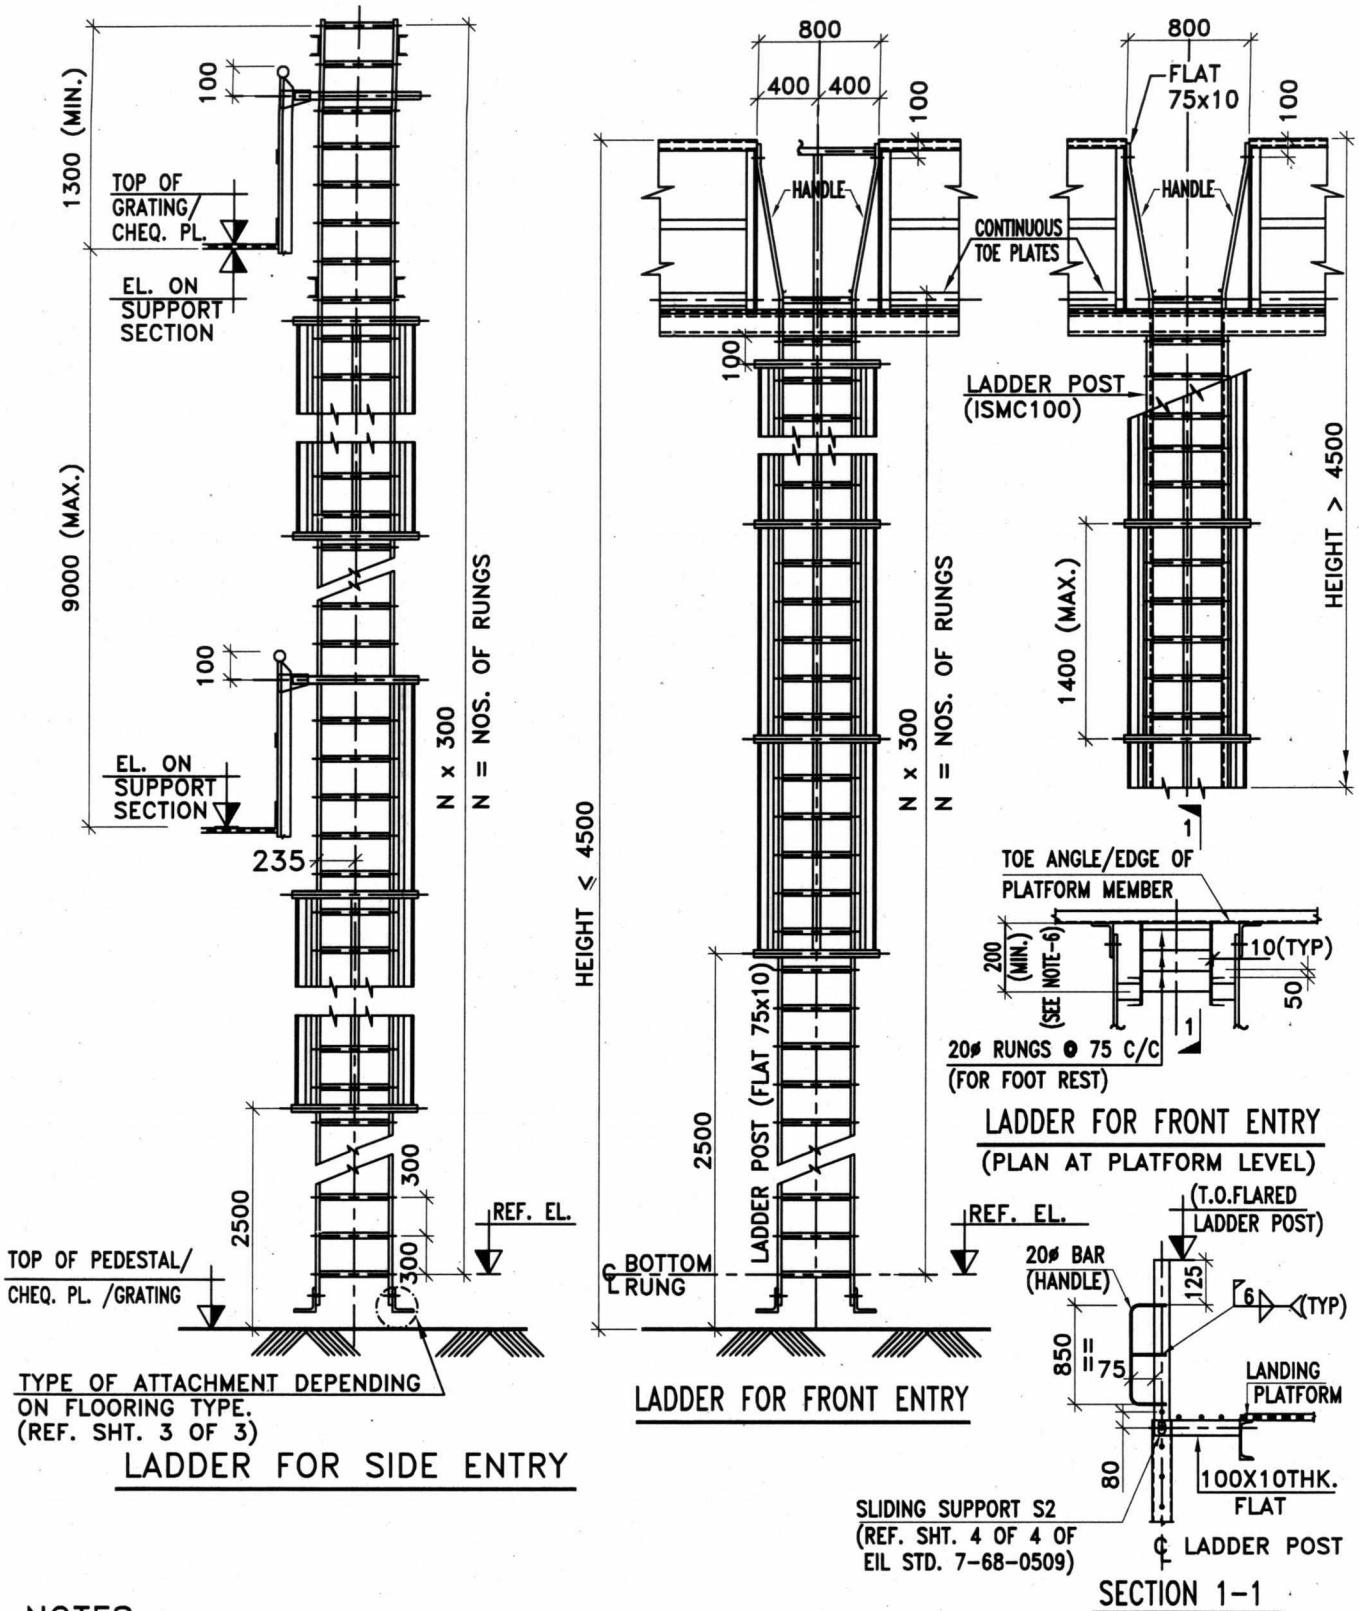 1300 (MIN.)
100
TOP OF
GRATING/
CHEQ. PL.
EL. ON
SUPPORT
SECTION
9000 (MAX.)
100
EL. ON
SUPPORT
SECTION
235
N x 300
N = NOS. OF RUNGS
2500
300
300
REF. EL.
TOP OF PEDESTAL/
CHEQ. PL. /GRATING
TYPE OF ATTACHMENT DEPENDING
ON FLOORING TYPE.
(REF. SHT. 3 OF 3)
LADDER FOR SIDE ENTRY
800
400 400
100
HANDLE
CONTINUOUS
TOE PLATES
100
HEIGHT ≤ 4500
N x 300
N = NOS. OF RUNGS
2500
LADDER POST (FLAT 75x10)
REF. EL.
℄ BOTTOM
RUNG
LADDER FOR FRONT ENTRY
800
FLAT
75x10
100
HANDLE
LADDER POST
(ISMC100)
1400 (MAX.)
HEIGHT > 4500
1
TOE ANGLE/EDGE OF
PLATFORM MEMBER
200
(MIN.)
(SEE NOTE-6)
10(TYP)
50
1
20ø RUNGS @ 75 C/C
(FOR FOOT REST)
LADDER FOR FRONT ENTRY
(PLAN AT PLATFORM LEVEL)
(T.O.FLARED
LADDER POST)
20ø BAR
(HANDLE)
125
6
(TYP)
850
=
=
75
LANDING
PLATFORM
80
100X10THK.
FLAT
SLIDING SUPPORT S2
(REF. SHT. 4 OF 4 OF
EIL STD. 7-68-0509)
℄ LADDER POST
SECTION 1-1